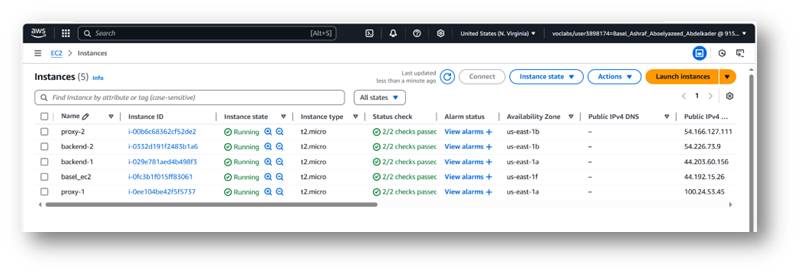 aws Search [Alt+S] United States (N. Virginia) voclabs/user3898174=Basel_Ashraf_Aboelyazeed_Abdelkader @ 915...
EC2 > Instances
Instances (5) Info Last updated less than a minute ago Connect Instance state Actions Launch instances
Find Instance by attribute or tag (case-sensitive) All states 1
Name Instance ID Instance state Instance type Status check Alarm status Availability Zone Public IPv4 DNS Public IPv4 ...
proxy-2 i-00b6c68362cf52de2 Running t2.micro 2/2 checks passec View alarms + us-east-1b – 54.166.127.111
backend-2 i-0332d191f2483b1a6 Running t2.micro 2/2 checks passec View alarms + us-east-1b – 54.226.73.9
backend-1 i-029e781aed4b498f3 Running t2.micro 2/2 checks passec View alarms + us-east-1a – 44.203.60.156
basel_ec2 i-0fc3b1f015ff83061 Running t2.micro 2/2 checks passec View alarms + us-east-1f – 44.192.15.26
proxy-1 i-0ee104be42f5f5737 Running t2.micro 2/2 checks passec View alarms + us-east-1a – 100.24.53.45